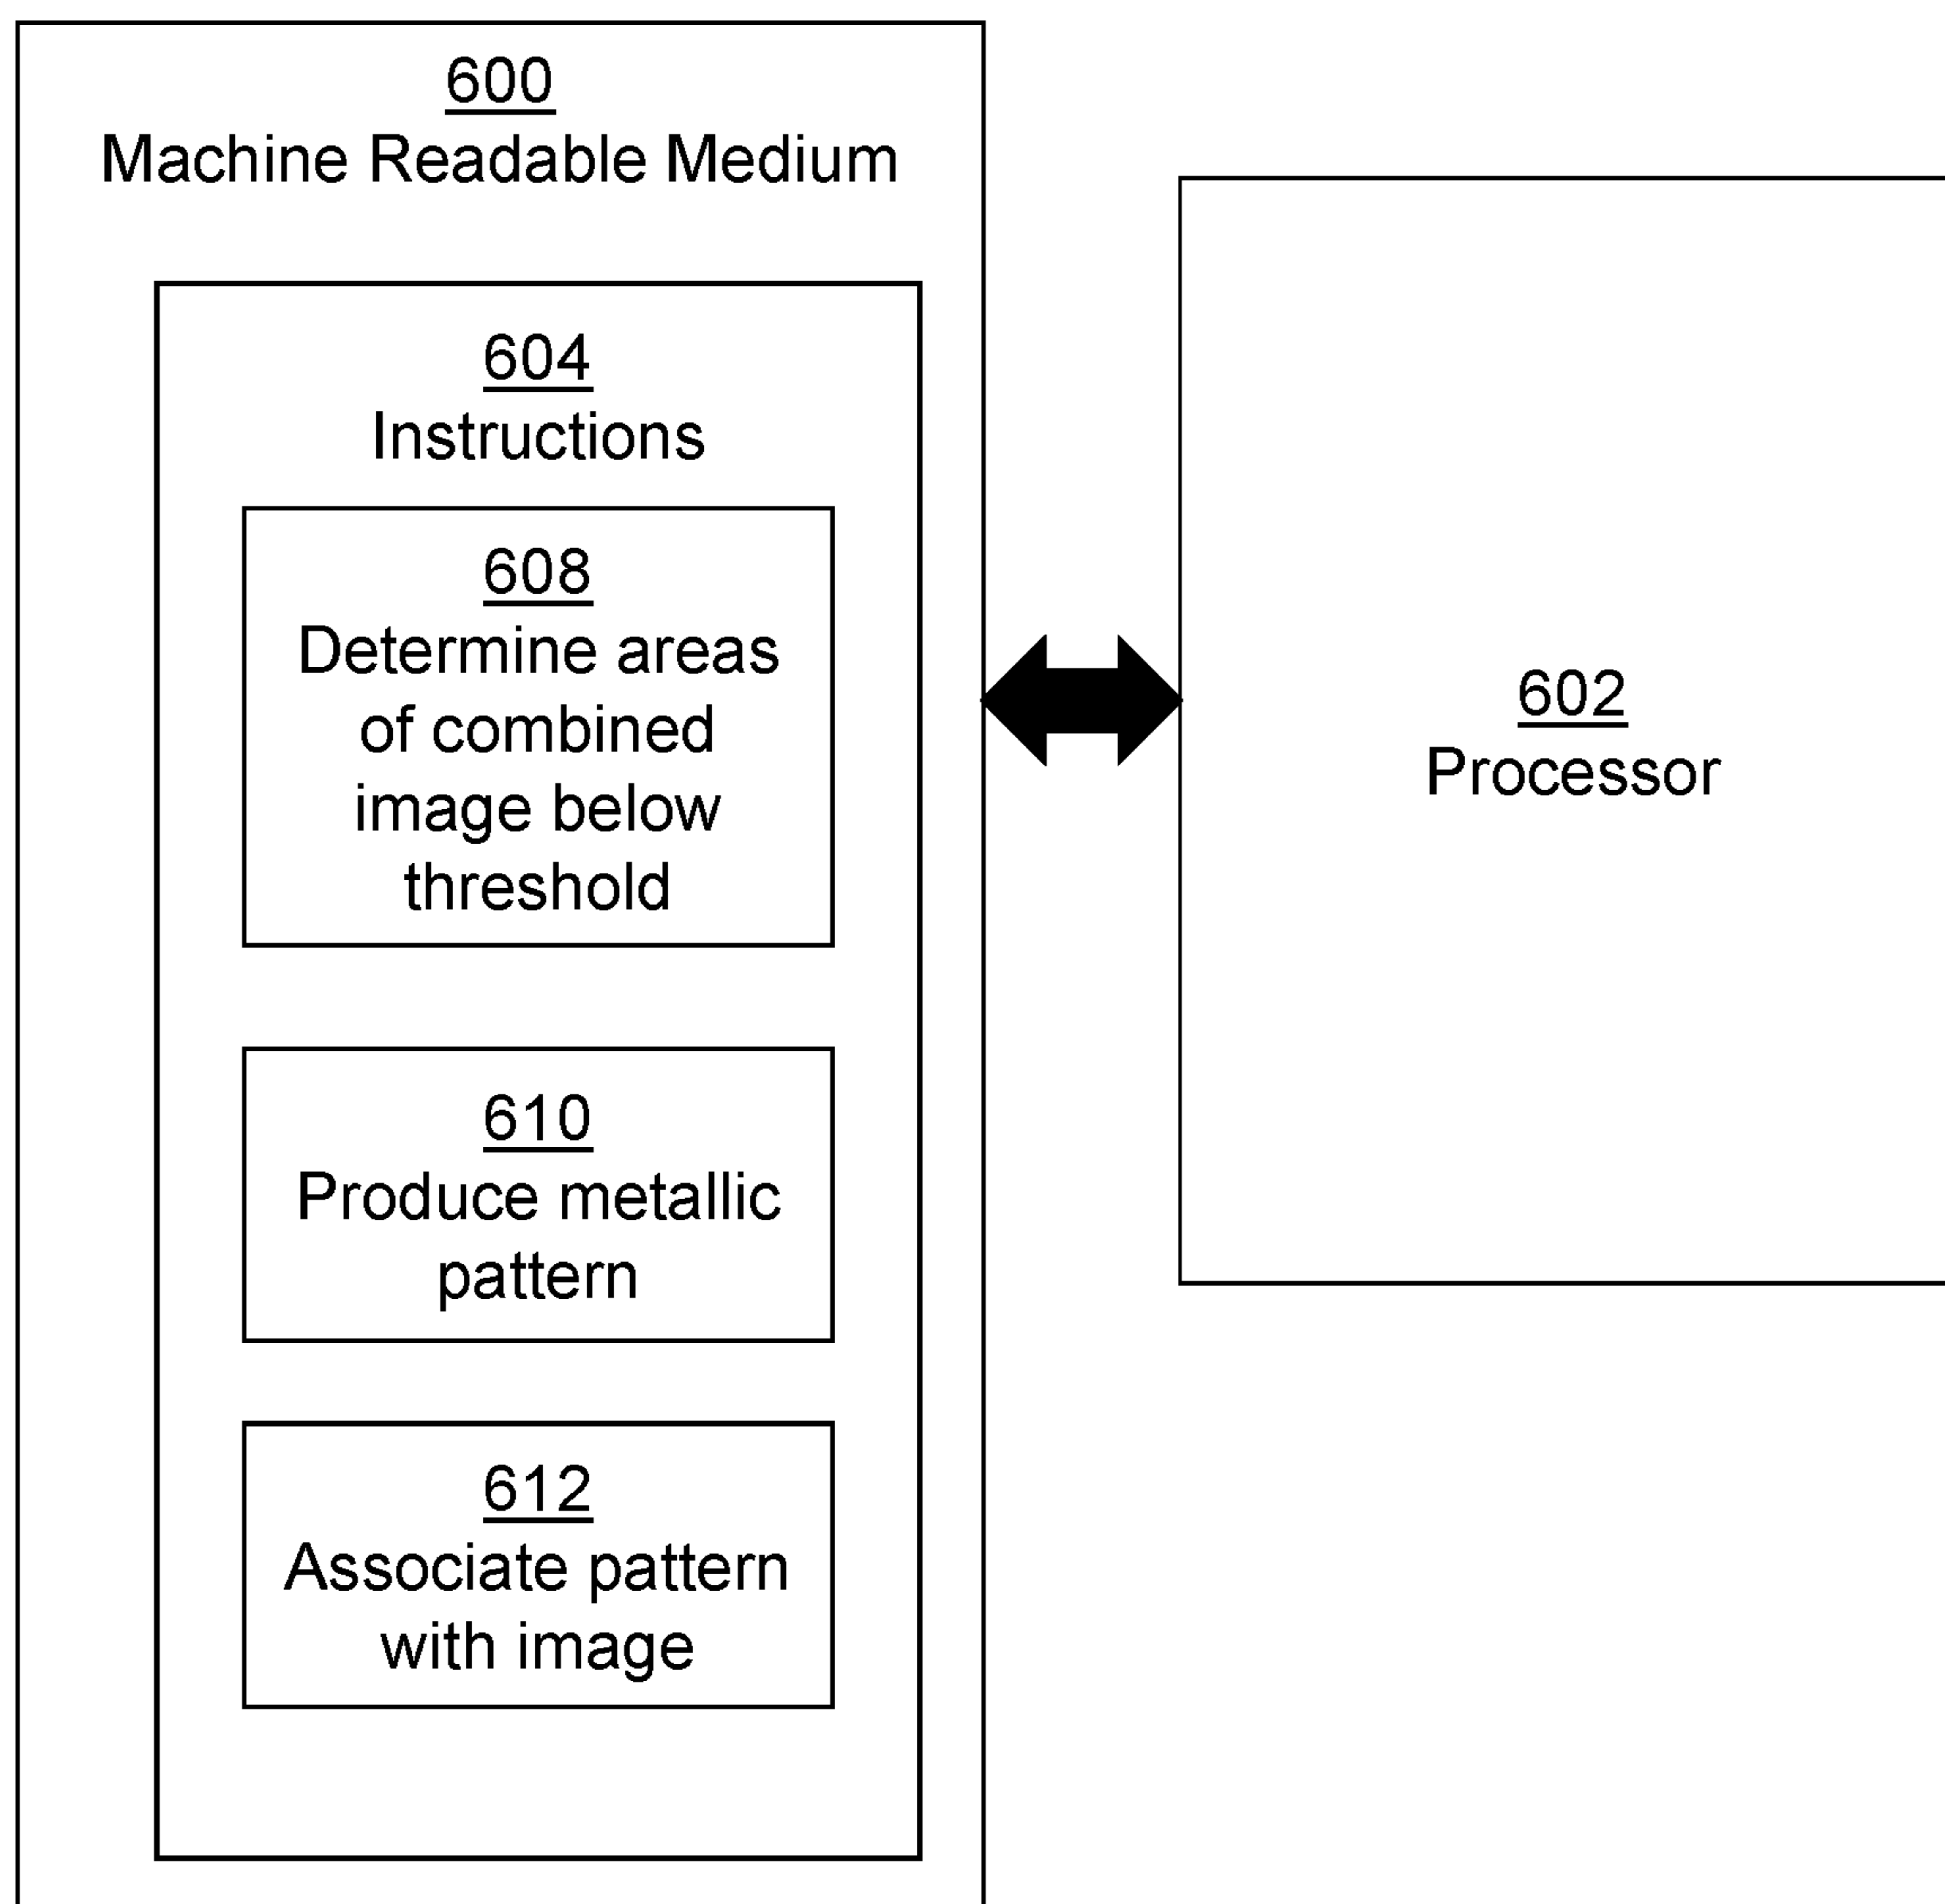 600
Machine Readable Medium
604
Instructions
608
Determine areas
of combined
image below
threshold
610
Produce metallic
pattern
612
Associate pattern
with image
602
Processor